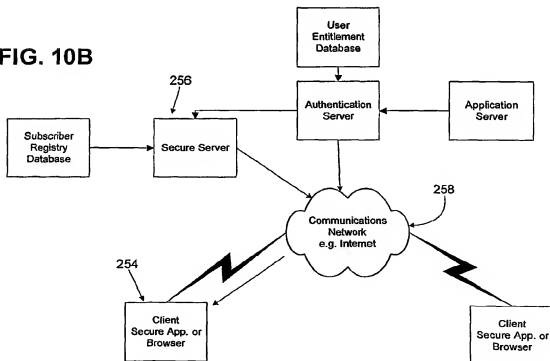 FIG. 10B
User
Entitlement
Database
256
Authentication
Server
Application
Server
Subscriber
Registry
Database
Secure Server
258
Communications
Network
e.g. Internet
254
Client
Secure App. or
Browser
Client
Secure App. or
Browser